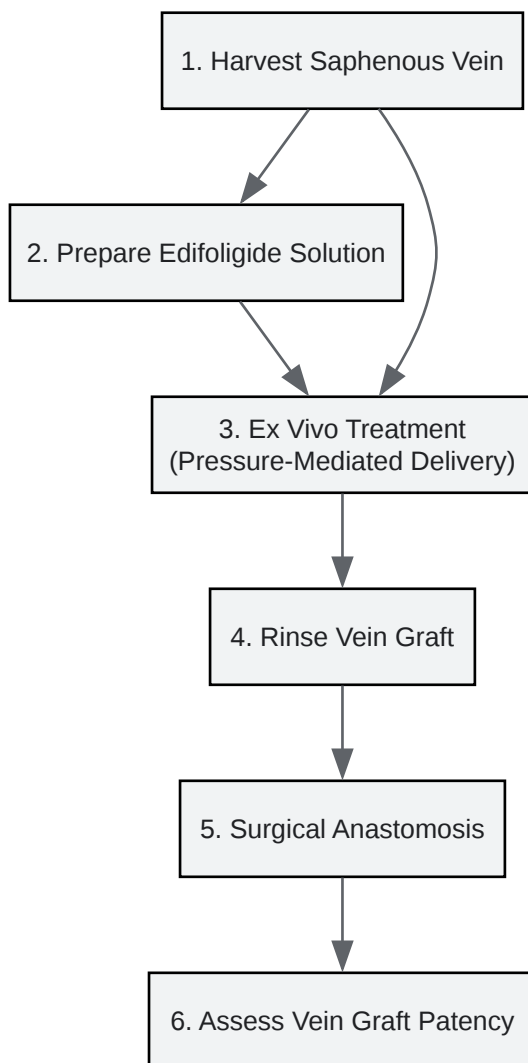 1. Harvest Saphenous Vein
2. Prepare Edifoligide Solution
3. Ex Vivo Treatment
(Pressure-Mediated Delivery)
4. Rinse Vein Graft
5. Surgical Anastomosis
6. Assess Vein Graft Patency